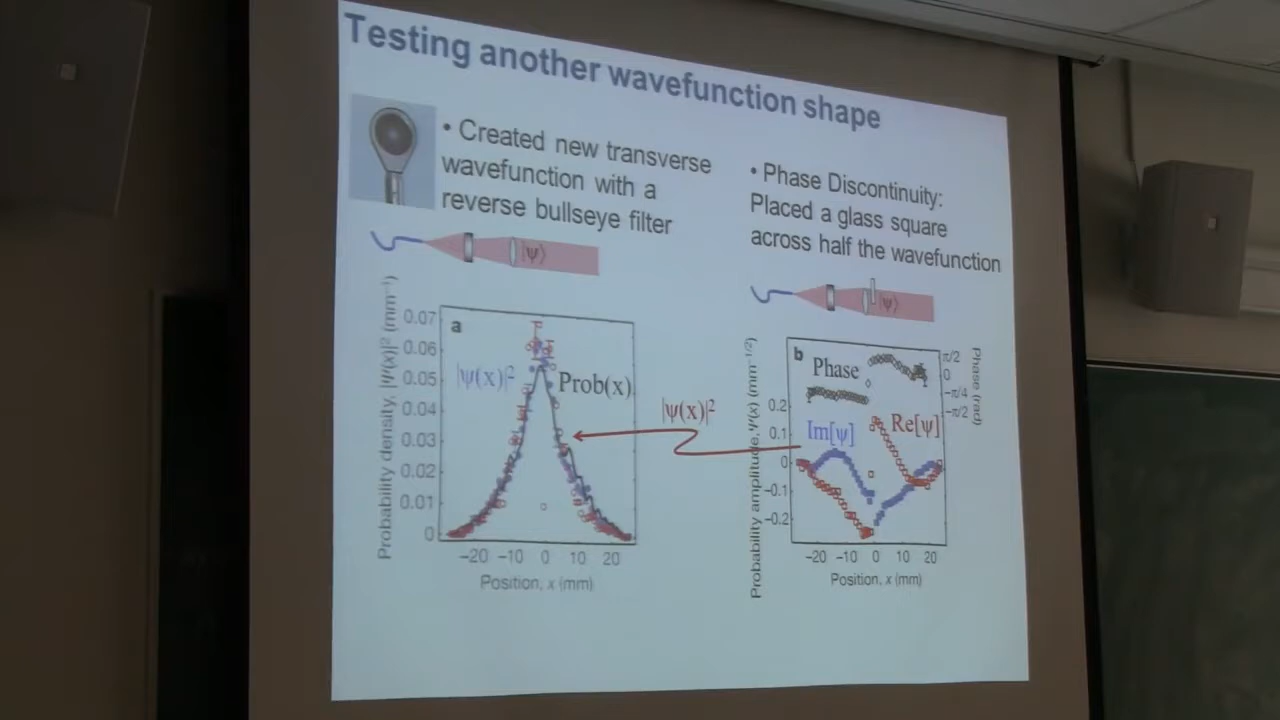 Testing another wavefunction shape
• Created new transverse
wavefunction with a
reverse bullseye filter
|ψ⟩
• Phase Discontinuity:
Placed a glass square
across half the wavefunction
|ψ⟩
a
|ψ(x)|²
Prob(x)
Probability density, |Ψ(x)|² (mm⁻¹)
0.07
0.06
0.05
0.04
0.03
0.02
0.01
0
−20 −10 0 10 20
Position, x (mm)
|ψ(x)|²
b
Phase
Im[ψ]
Re[ψ]
Probability amplitude, Ψ(x) (mm⁻¹/²)
0.2
0.1
0
−0.1
−0.2
π/2
0
−π/4
−π/2
Phase (rad)
−20 −10 0 10 20
Position, x (mm)